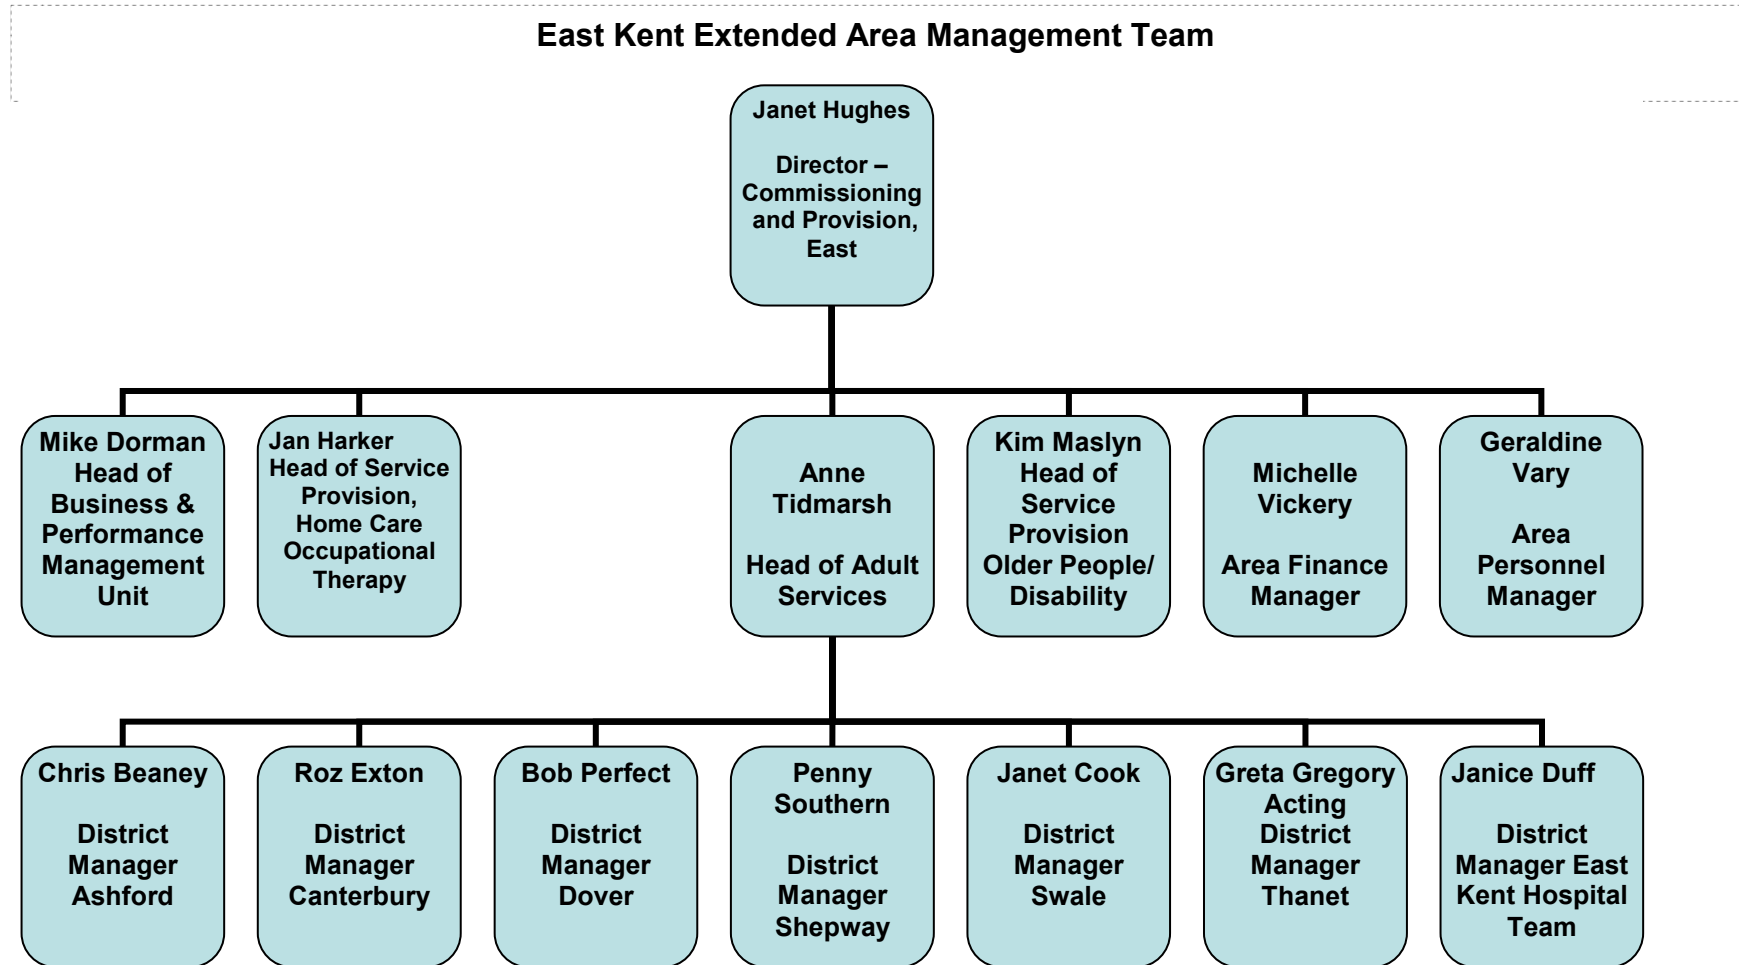 East Kent Extended Area Management Team
Janet Hughes
Director –
Commissioning
and Provision,
East
Mike Dorman
Head of
Business &
Performance
Management
Unit
Jan Harker
Head of Service
Provision,
Home Care
Occupational
Therapy
Anne
Tidmarsh
Head of Adult
Services
Kim Maslyn
Head of
Service
Provision
Older People/
Disability
Michelle
Vickery
Area Finance
Manager
Geraldine
Vary
Area
Personnel
Manager
Chris Beaney
District
Manager
Ashford
Roz Exton
District
Manager
Canterbury
Bob Perfect
District
Manager
Dover
Penny
Southern
District
Manager
Shepway
Janet Cook
District
Manager
Swale
Greta Gregory
Acting
District
Manager
Thanet
Janice Duff
District
Manager East
Kent Hospital
Team